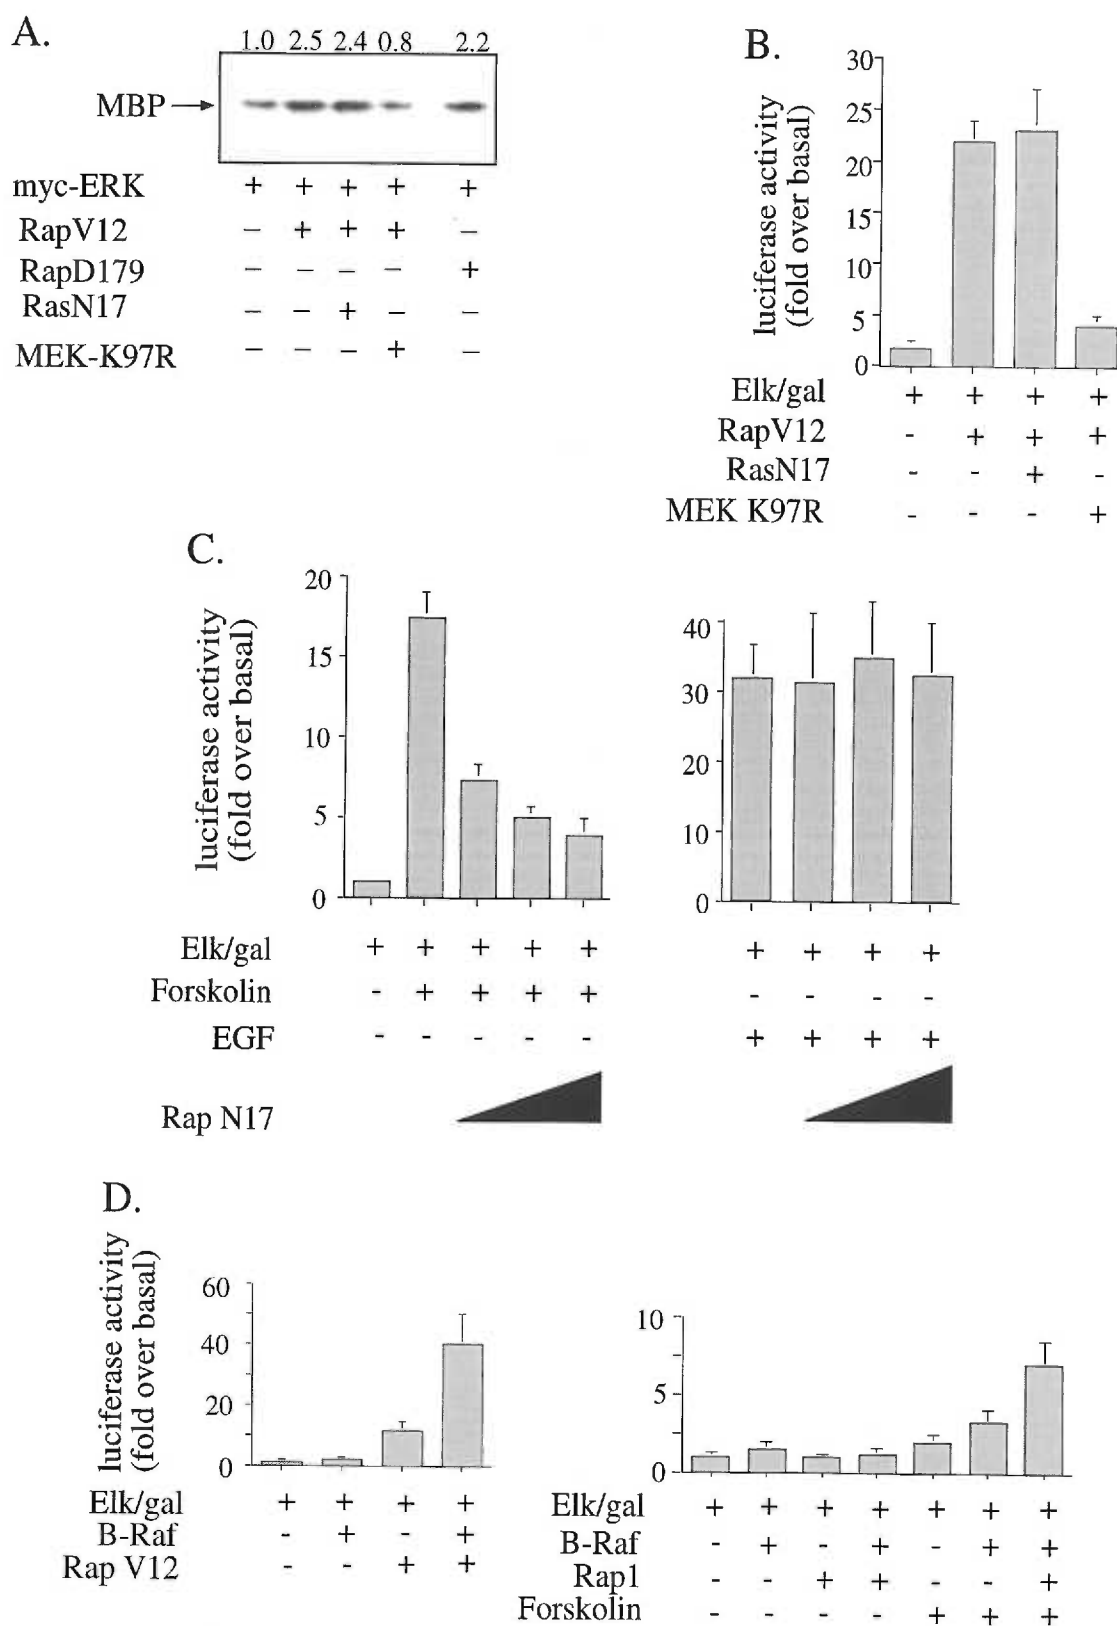 A.
1.0 2.5 2.4 0.8 2.2
MBP
myc-ERK + + + + +
RapV12 – + + + –
RapD179 – – – – +
RasN17 – – + – –
MEK-K97R – – – + –
B.
luciferase activity
(fold over basal)
30
25
20
15
10
5
0
Elk/gal + + + +
RapV12 - + + +
RasN17 - - + -
MEK K97R - - - +
C.
luciferase activity
(fold over basal)
20
15
10
5
0
40
30
20
10
0
Elk/gal + + + + + + + + +
Forskolin - + + + + - - - -
EGF - - - - - + + + +
Rap N17
D.
luciferase activity
(fold over basal)
60
40
20
0
Elk/gal + + + +
B-Raf - + - +
Rap V12 - - + +
10
5
0
Elk/gal + + + + + + +
B-Raf - + - + - + +
Rap1 - - + + - - +
Forskolin - - - - + + +